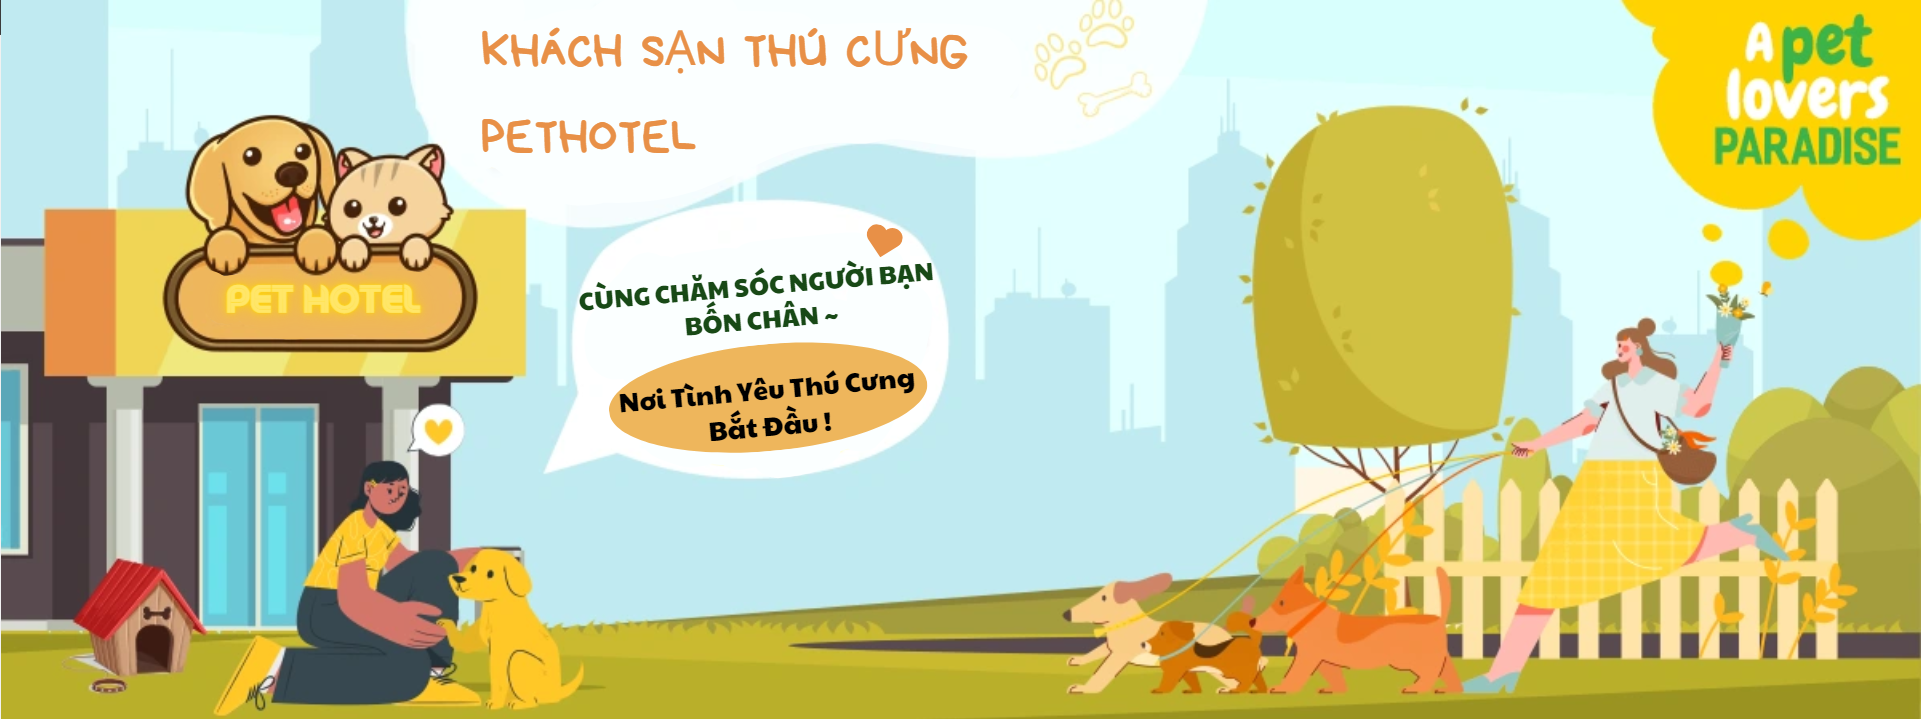 KHÁCH SẠN THÚ CƯNG
PETHOTEL
A pet
lovers
PARADISE
PET HOTEL
CÙNG CHĂM SÓC NGƯỜI BẠN
BỐN CHÂN ~
Nơi Tình Yêu Thú Cưng
Bắt Đầu !